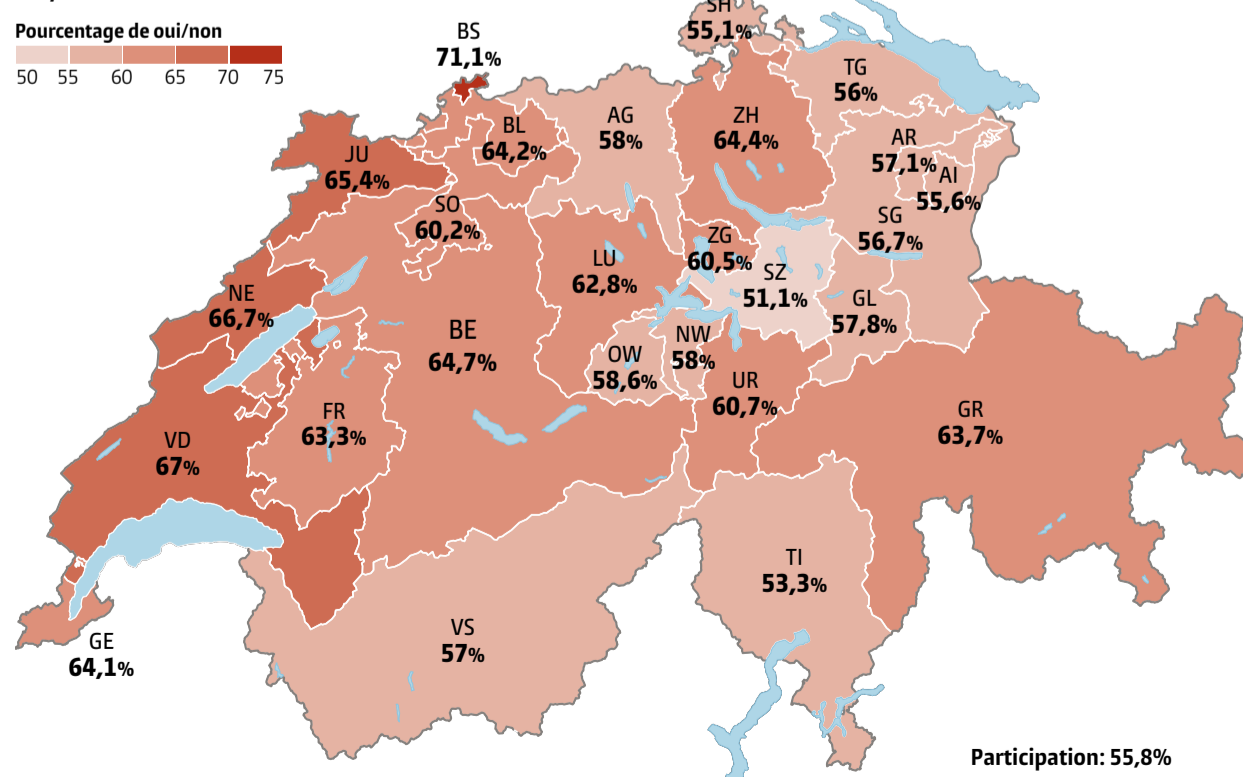 Pourcentage de oui/non
50 55 60 65 70 75
SH
55,1%
BS
71,1%
TG
56%
AG
58%
ZH
64,4%
BL
64,2%
AR
57,1%
JU
65,4%
AI
55,6%
SO
60,2%
SG
56,7%
ZG
60,5%
LU
62,8%
SZ
51,1%
NE
66,7%
GL
57,8%
BE
64,7%
NW
58%
OW
58,6%
UR
60,7%
FR
63,3%
GR
63,7%
VD
67%
TI
53,3%
VS
57%
GE
64,1%
Participation: 55,8%